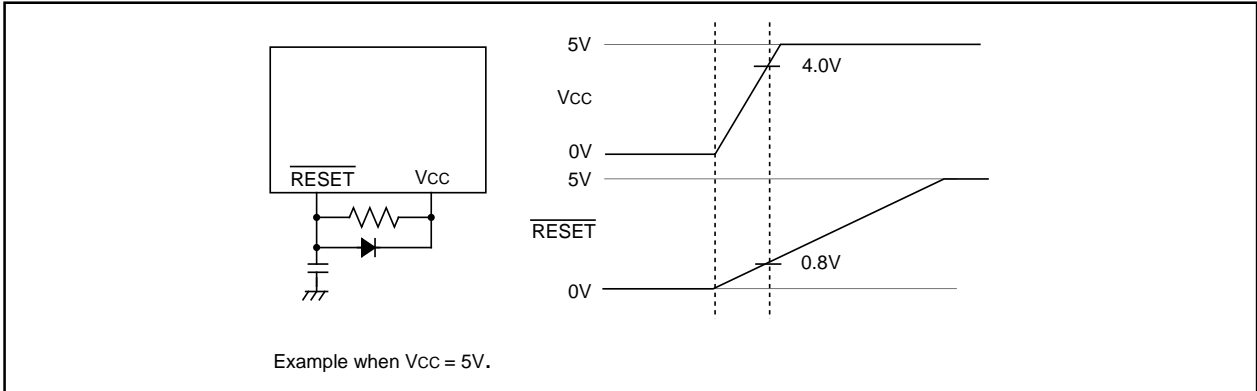 RESET
VCC
5V
4.0V
VCC
0V
5V
RESET
0.8V
0V
Example when VCC = 5V.